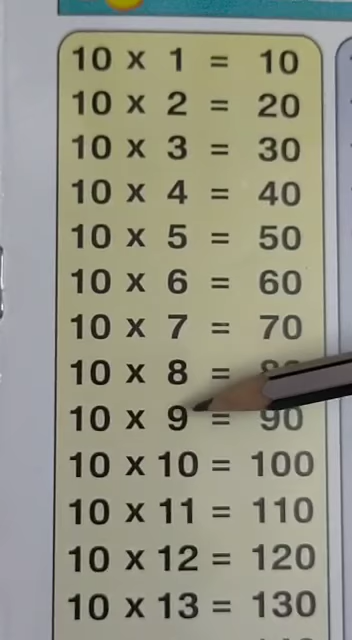 10 x 1 = 10
10 x 2 = 20
10 x 3 = 30
10 x 4 = 40
10 x 5 = 50
10 x 6 = 60
10 x 7 = 70
10 x 8 =
10 x 9 = 90
10 x 10 = 100
10 x 11 = 110
10 x 12 = 120
10 x 13 = 130